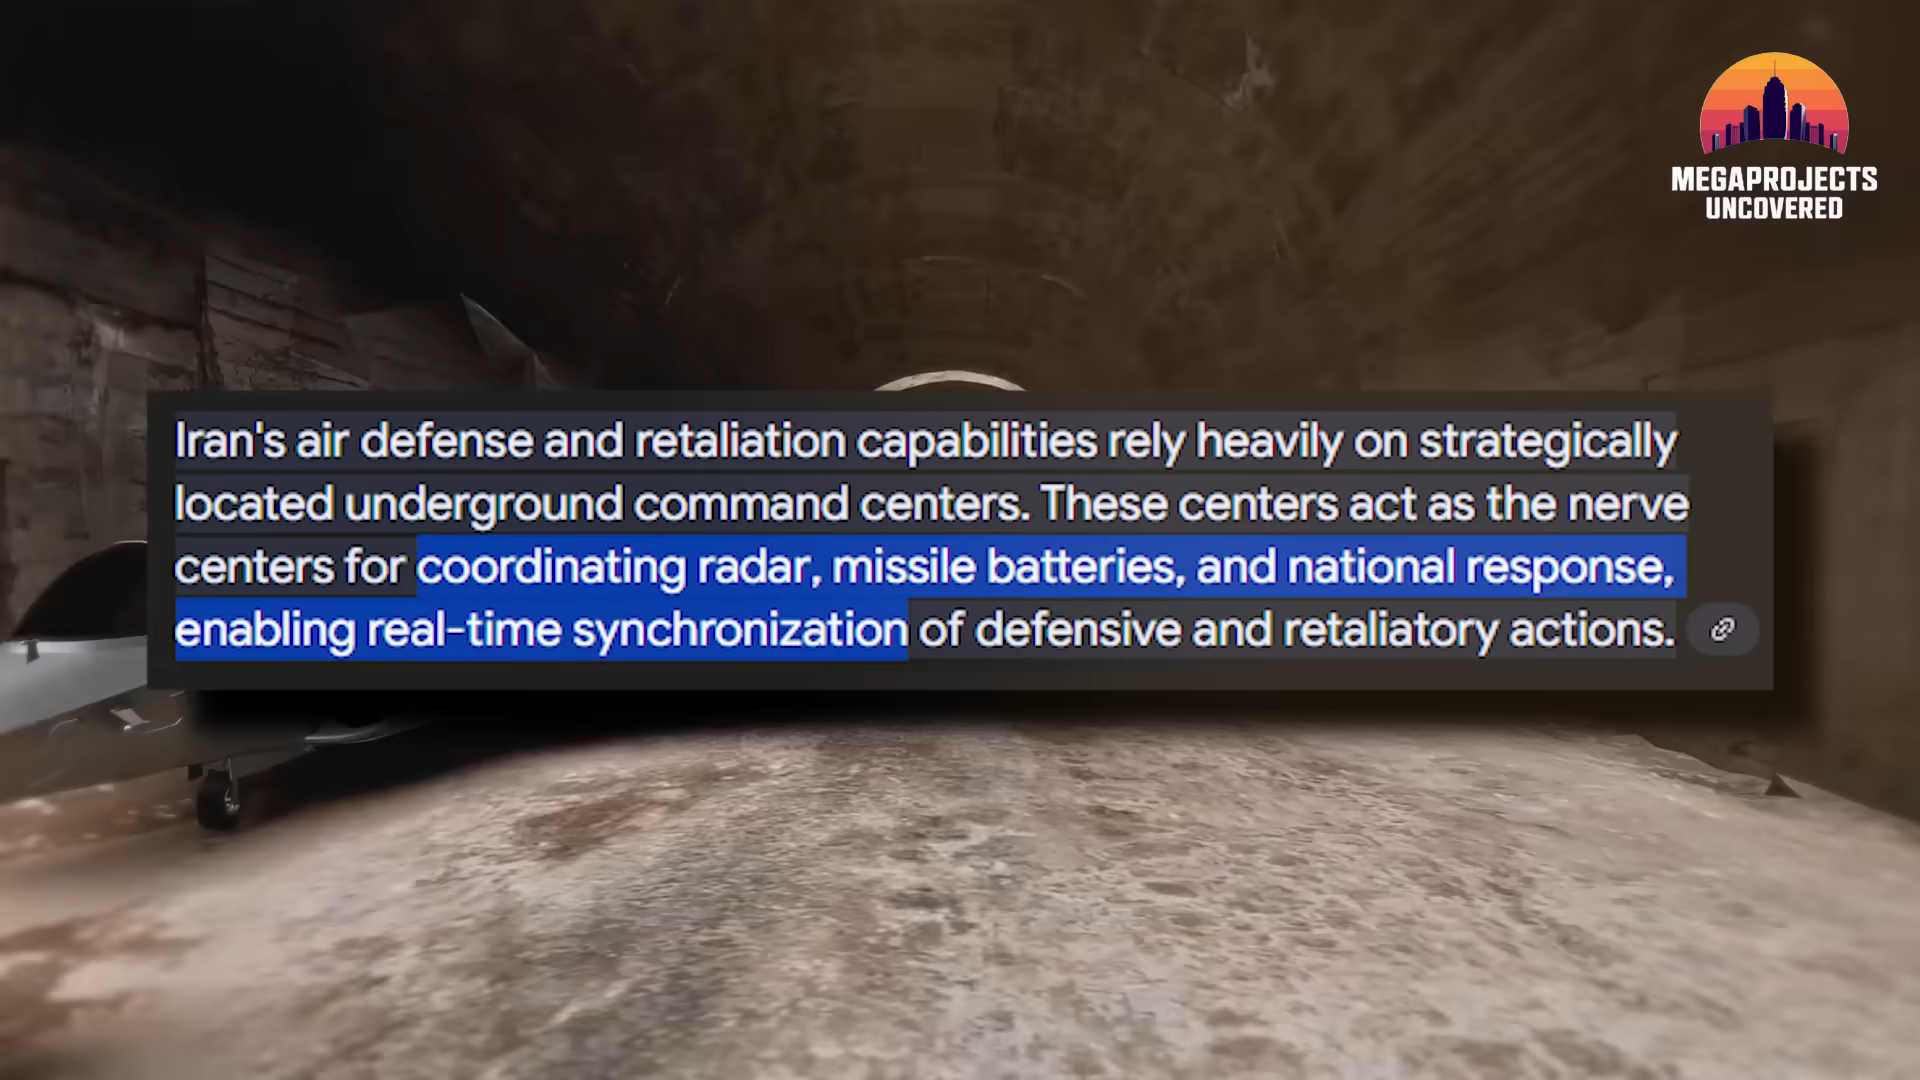 MEGAPROJECTS
UNCOVERED
Iran's air defense and retaliation capabilities rely heavily on strategically
located underground command centers. These centers act as the nerve
centers for coordinating radar, missile batteries, and national response,
enabling real-time synchronization of defensive and retaliatory actions.